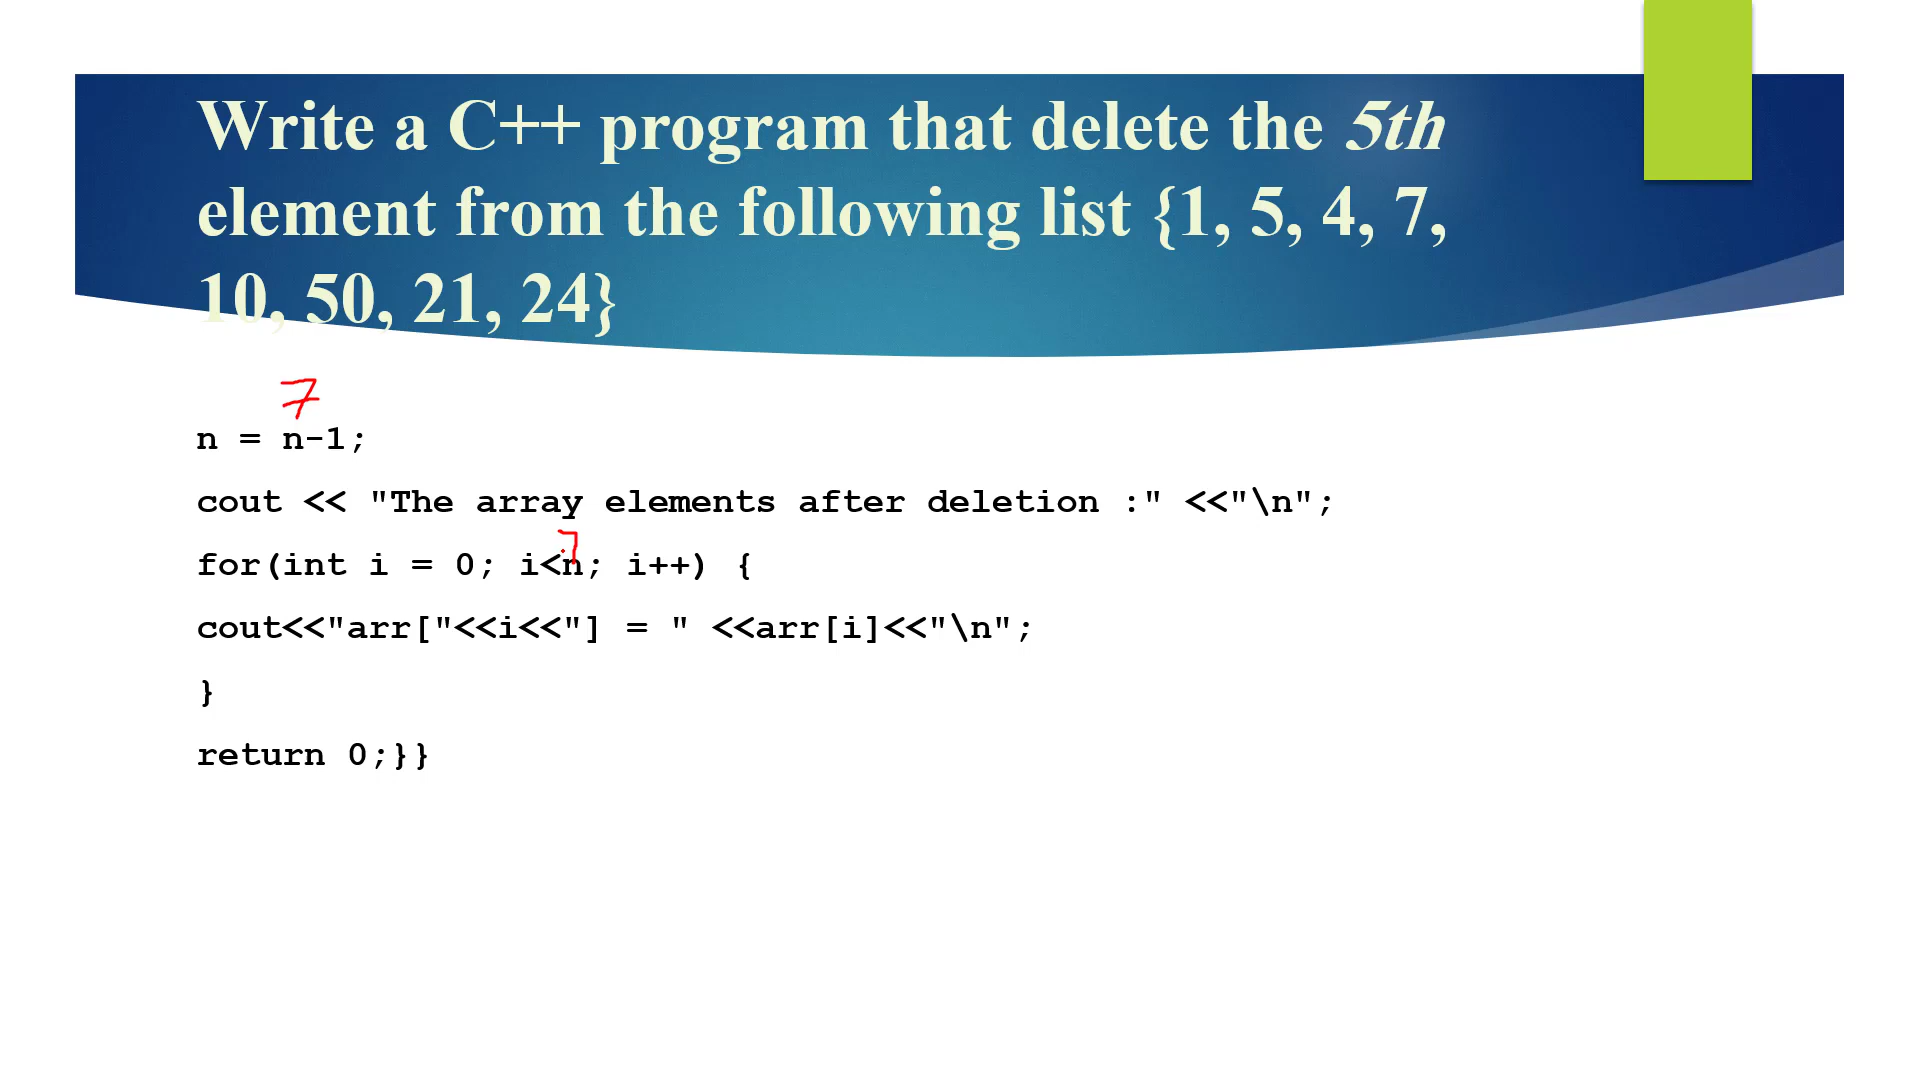 Write a C++ program that delete the 5th
element from the following list {1, 5, 4, 7,
10, 50, 21, 24}
7
n = n-1;
cout << "The array elements after deletion :" <<"\n";
7
for(int i = 0; i<n; i++) {
cout<<"arr["<<i<<"] = " <<arr[i]<<"\n";
}
return 0;}}